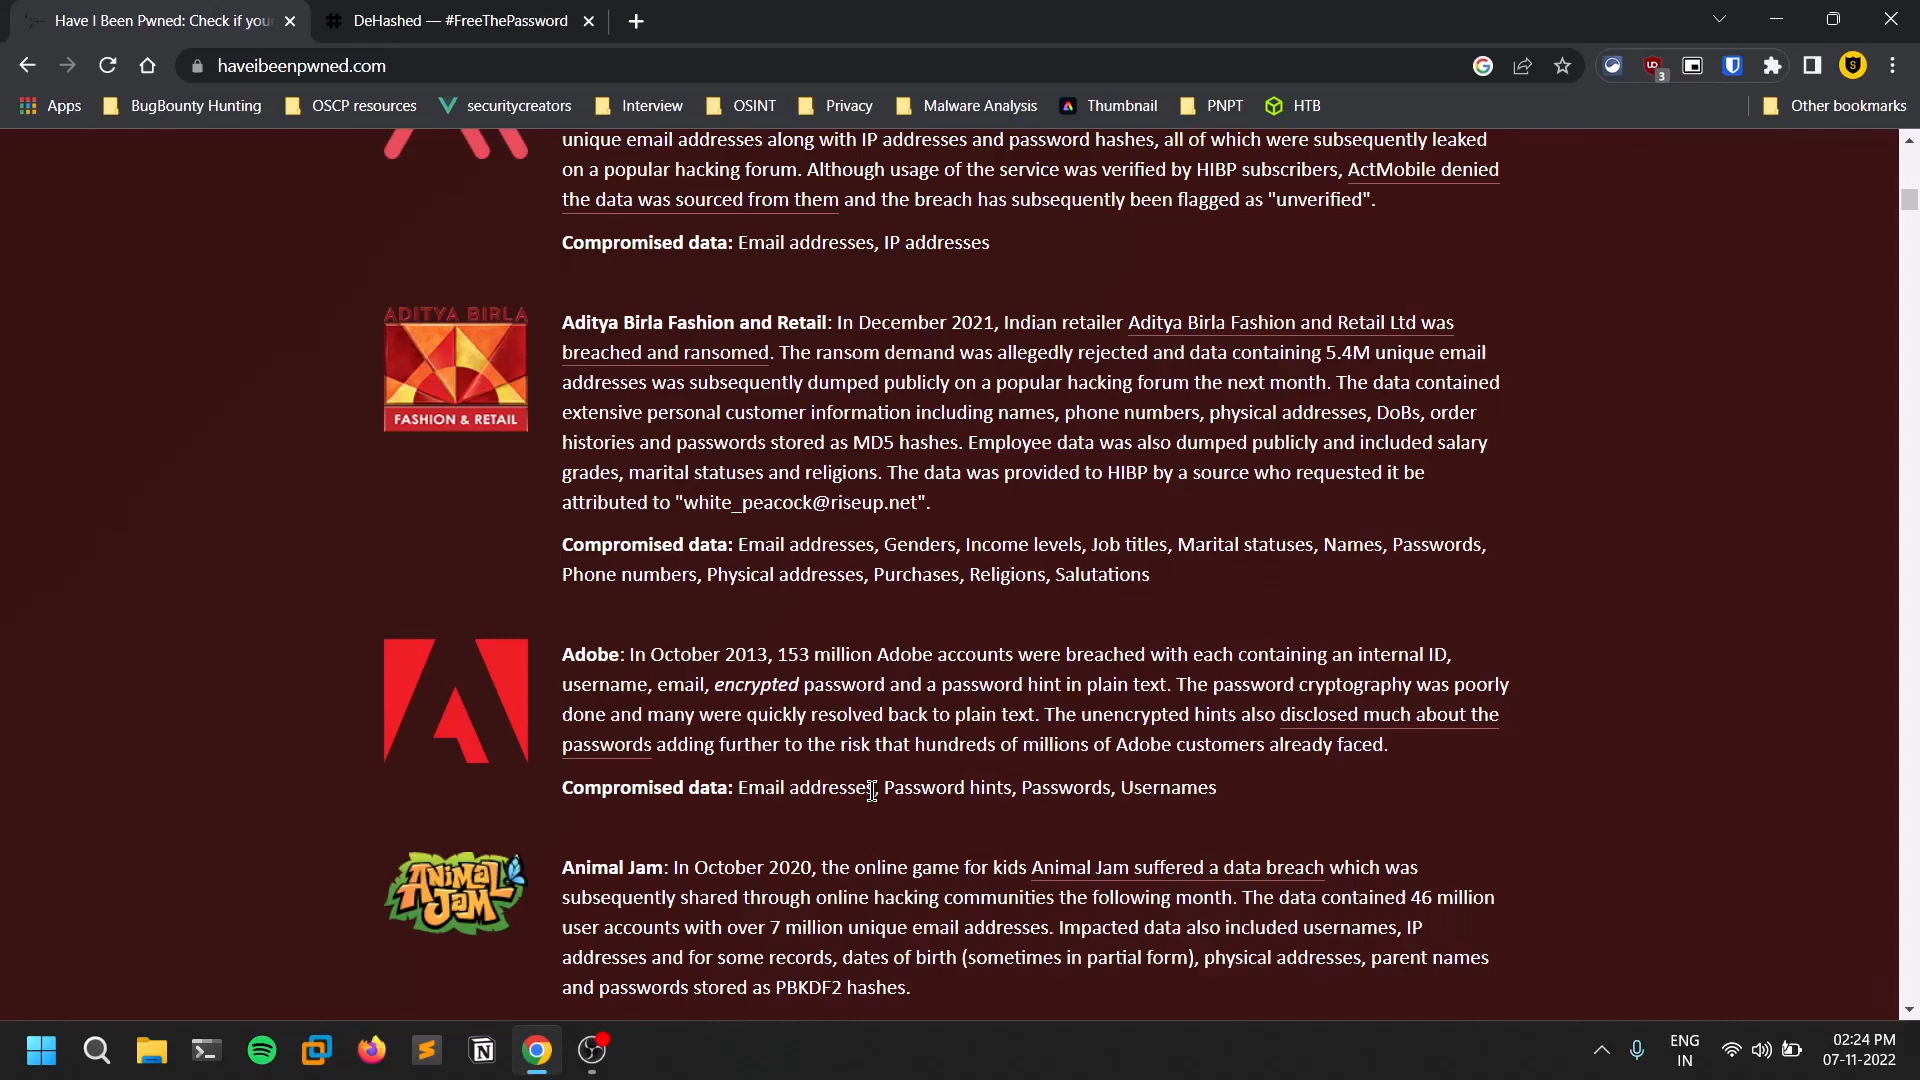 Have I Been Pwned: Check if you
DeHashed — #FreeThePassword
haveibeenpwned.com
3
S
Apps
BugBounty Hunting
OSCP resources
securitycreators
Interview
OSINT
Privacy
Malware Analysis
Thumbnail
PNPT
HTB
Other bookmarks
unique email addresses along with IP addresses and password hashes, all of which were subsequently leaked
on a popular hacking forum. Although usage of the service was verified by HIBP subscribers, ActMobile denied
the data was sourced from them and the breach has subsequently been flagged as "unverified".
Compromised data: Email addresses, IP addresses
ADITYA BIRLA
FASHION & RETAIL
Aditya Birla Fashion and Retail: In December 2021, Indian retailer Aditya Birla Fashion and Retail Ltd was
breached and ransomed. The ransom demand was allegedly rejected and data containing 5.4M unique email
addresses was subsequently dumped publicly on a popular hacking forum the next month. The data contained
extensive personal customer information including names, phone numbers, physical addresses, DoBs, order
histories and passwords stored as MD5 hashes. Employee data was also dumped publicly and included salary
grades, marital statuses and religions. The data was provided to HIBP by a source who requested it be
attributed to "white_peacock@riseup.net".
Compromised data: Email addresses, Genders, Income levels, Job titles, Marital statuses, Names, Passwords,
Phone numbers, Physical addresses, Purchases, Religions, Salutations
Adobe: In October 2013, 153 million Adobe accounts were breached with each containing an internal ID,
username, email, encrypted password and a password hint in plain text. The password cryptography was poorly
done and many were quickly resolved back to plain text. The unencrypted hints also disclosed much about the
passwords adding further to the risk that hundreds of millions of Adobe customers already faced.
Compromised data: Email addresses, Password hints, Passwords, Usernames
ANIMAL
JAM
Animal Jam: In October 2020, the online game for kids Animal Jam suffered a data breach which was
subsequently shared through online hacking communities the following month. The data contained 46 million
user accounts with over 7 million unique email addresses. Impacted data also included usernames, IP
addresses and for some records, dates of birth (sometimes in partial form), physical addresses, parent names
and passwords stored as PBKDF2 hashes.
ENG
IN
02:24 PM
07-11-2022